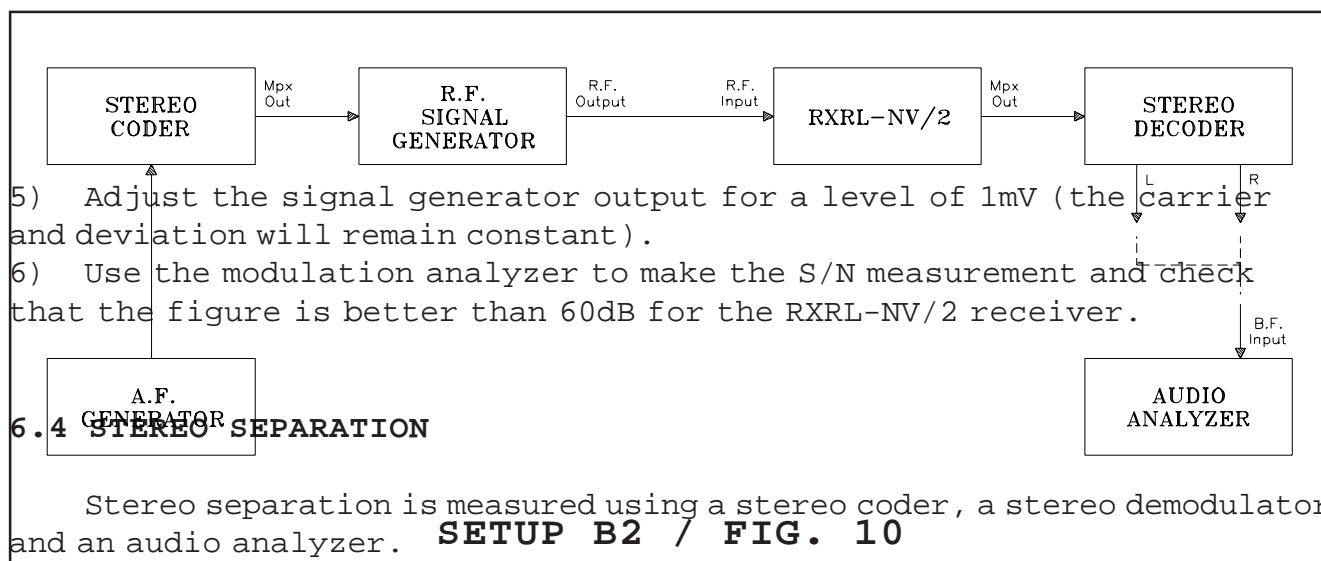 Mpx
Out
R.F.
Output
R.F.
Input
Mpx
Out
STEREO
CODER
R.F.
SIGNAL
GENERATOR
RXRL-NV/2
STEREO
DECODER
L
R
5) Adjust the signal generator output for a level of 1mV (the carrier
and deviation will remain constant).
6) Use the modulation analyzer to make the S/N measurement and check
that the figure is better than 60dB for the RXRL-NV/2 receiver.
B.F.
Input
A.F.
GENERATOR
AUDIO
ANALYZER
6.4 STEREO SEPARATION
Stereo separation is measured using a stereo coder, a stereo demodulator
and an audio analyzer.
SETUP B2 / FIG. 10